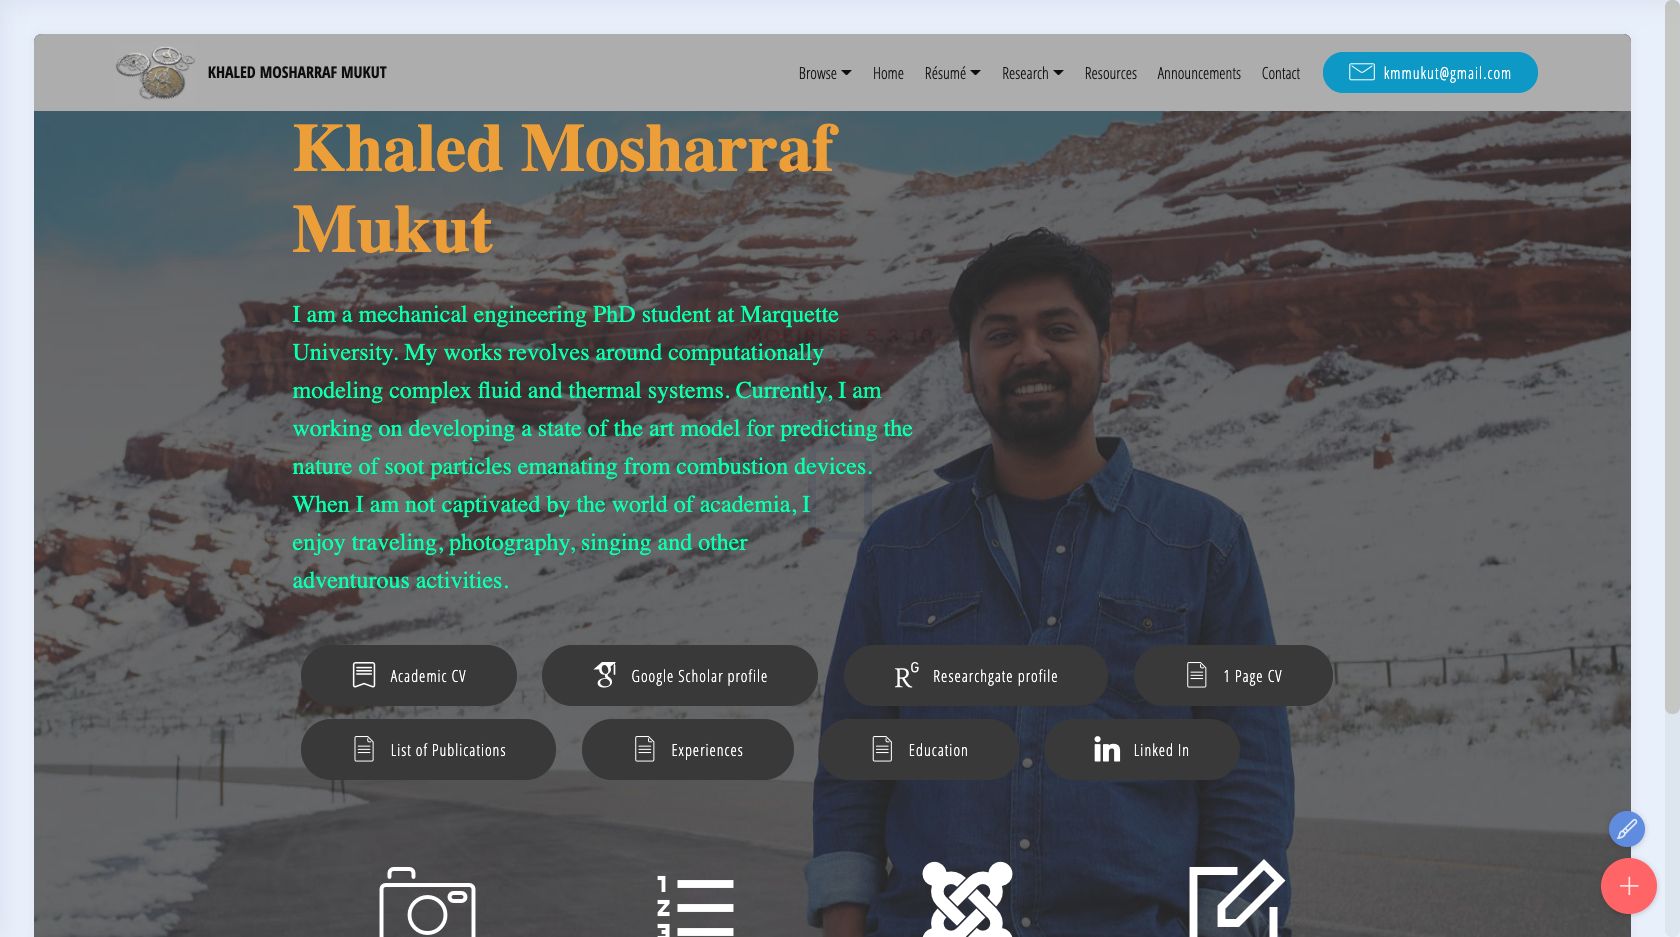 KHALED MOSHARRAF MUKUT
Browse Home Résumé Research Resources Announcements Contact kmmukut@gmail.com
Khaled Mosharraf
Mukut
I am a mechanical engineering PhD student at Marquette
University. My works revolves around computationally
modeling complex fluid and thermal systems. Currently, I am
working on developing a state of the art model for predicting the
nature of soot particles emanating from combustion devices.
When I am not captivated by the world of academia, I
enjoy traveling, photography, singing and other
adventurous activities.
Academic CV Google Scholar profile Researchgate profile 1 Page CV
List of Publications Experiences Education Linked In